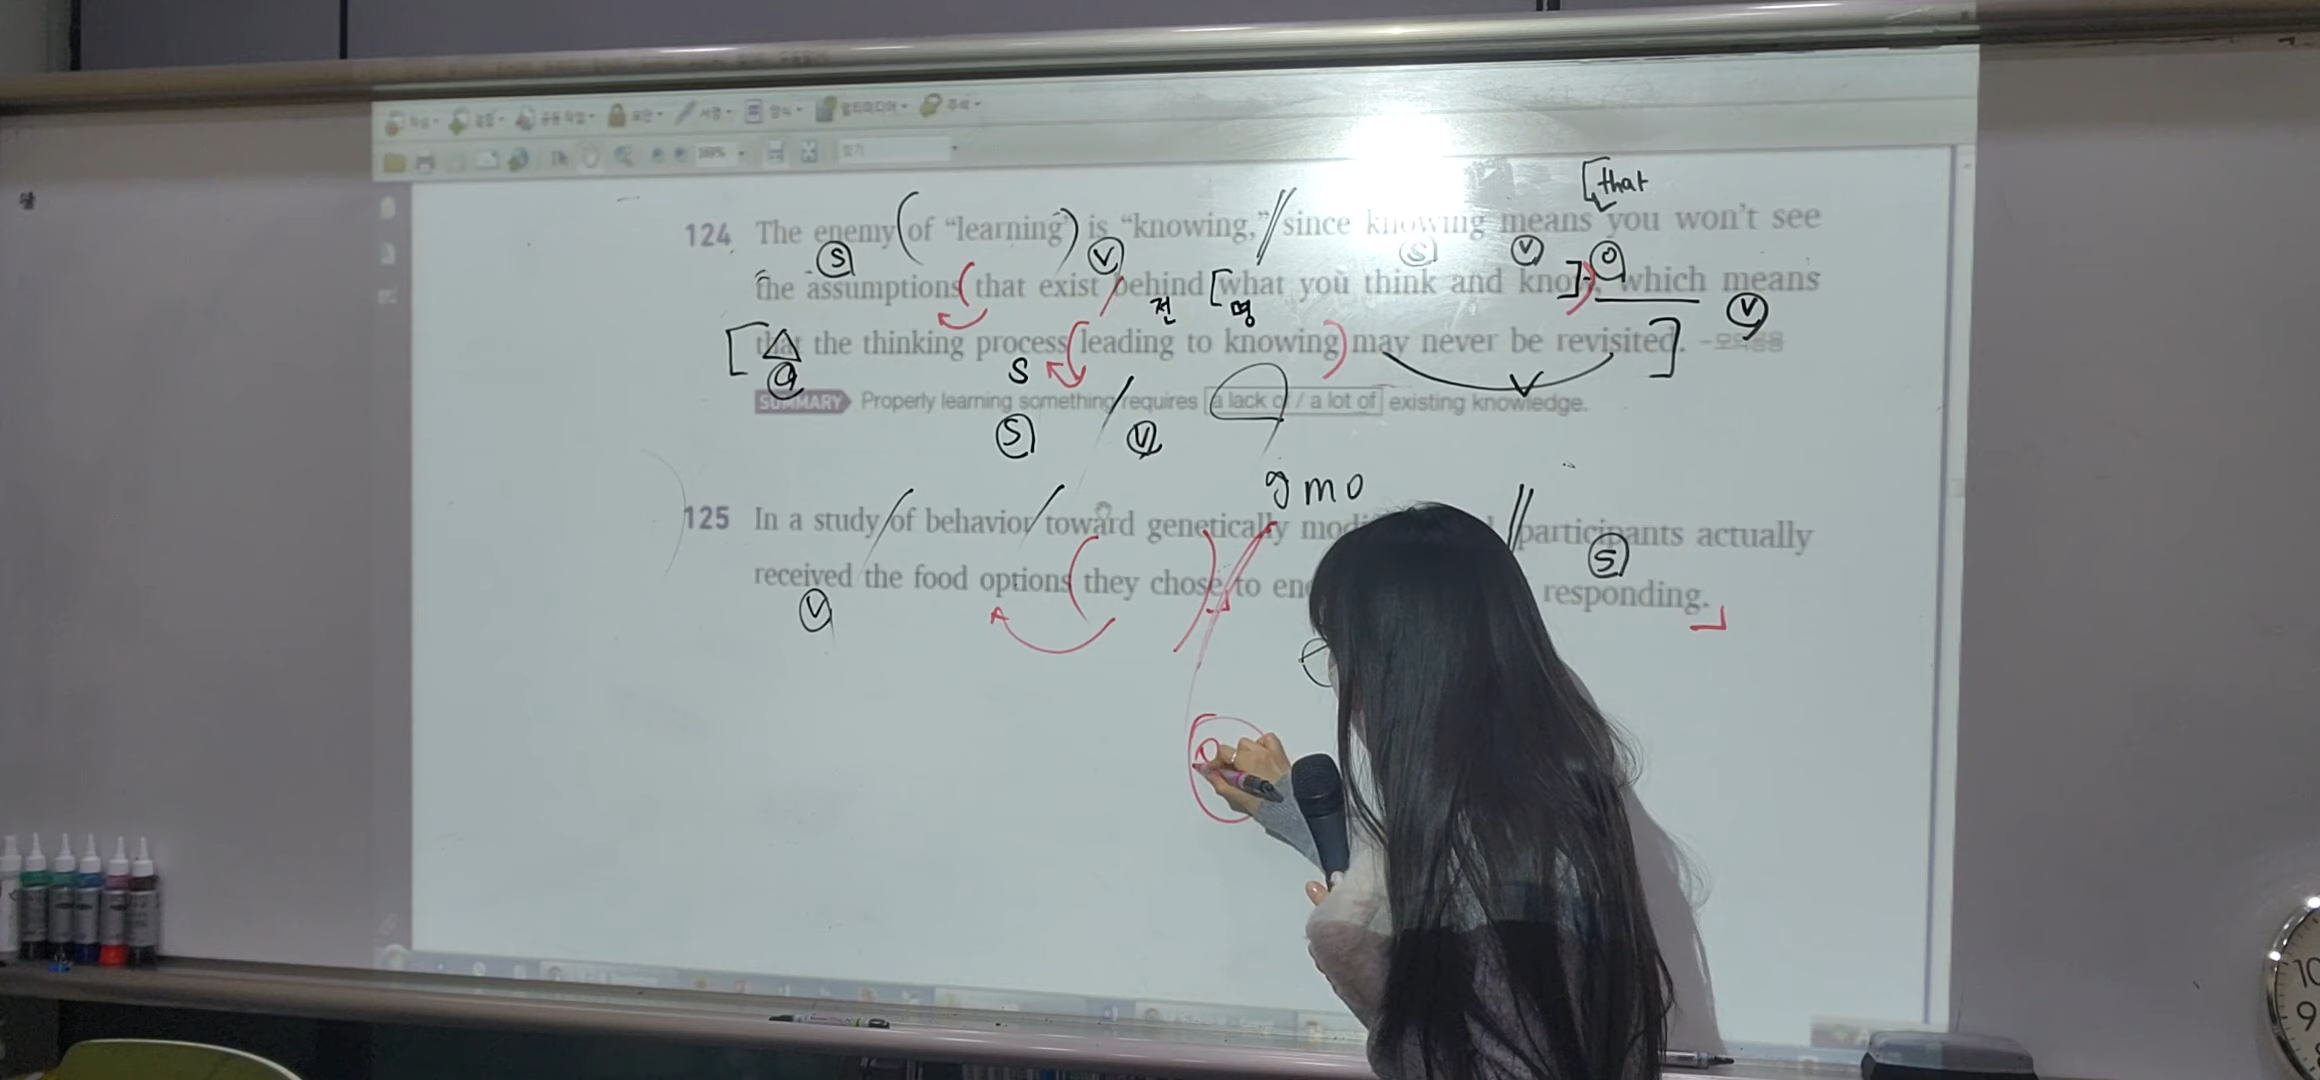 169%
[that
124 The enemy (of "learning") is "knowing," // since knowing means you won't see
S V S V O
the assumptions (that exist / behind [what you think and know]), which means
전 명 V
[that the thinking process (leading to knowing) may never be revisited].
S V
SUMMARY Properly learning something / requires a lack of / a lot of existing knowledge.
S V
gmo
125 In a study / of behavior / toward genetically // participants actually
S
received the food options (they chose) / to responding.
V
10
9